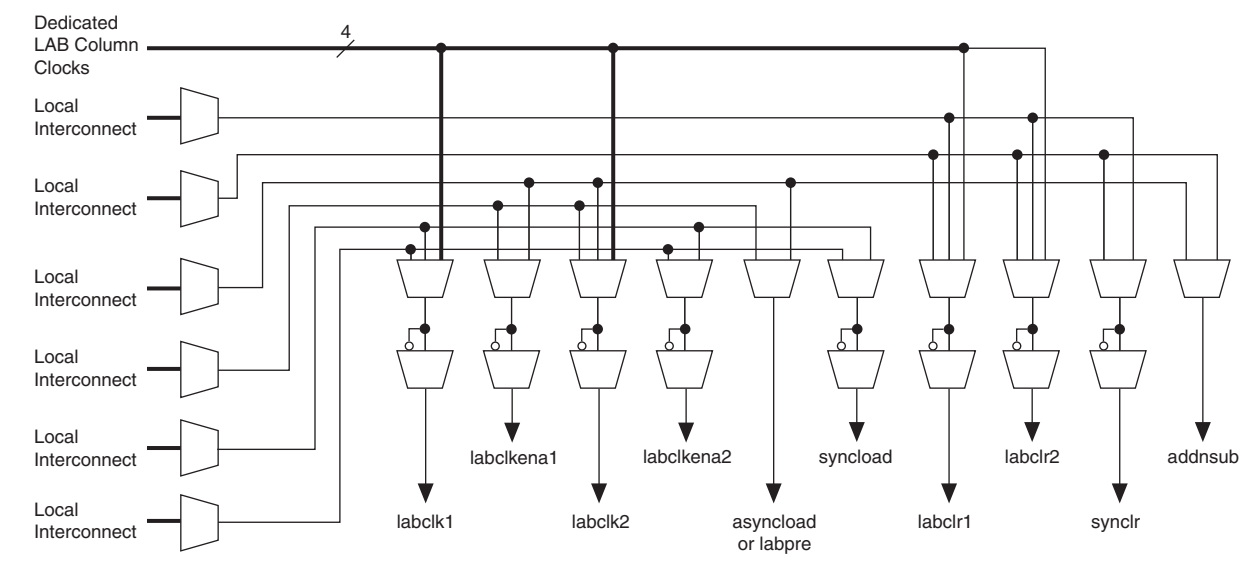 Dedicated
LAB Column
Clocks
4
Local
Interconnect
Local
Interconnect
Local
Interconnect
Local
Interconnect
Local
Interconnect
Local
Interconnect
labclkena1
labclkena2
syncload
labclr2
addnsub
labclk1
labclk2
asyncload
or labpre
labclr1
synclr